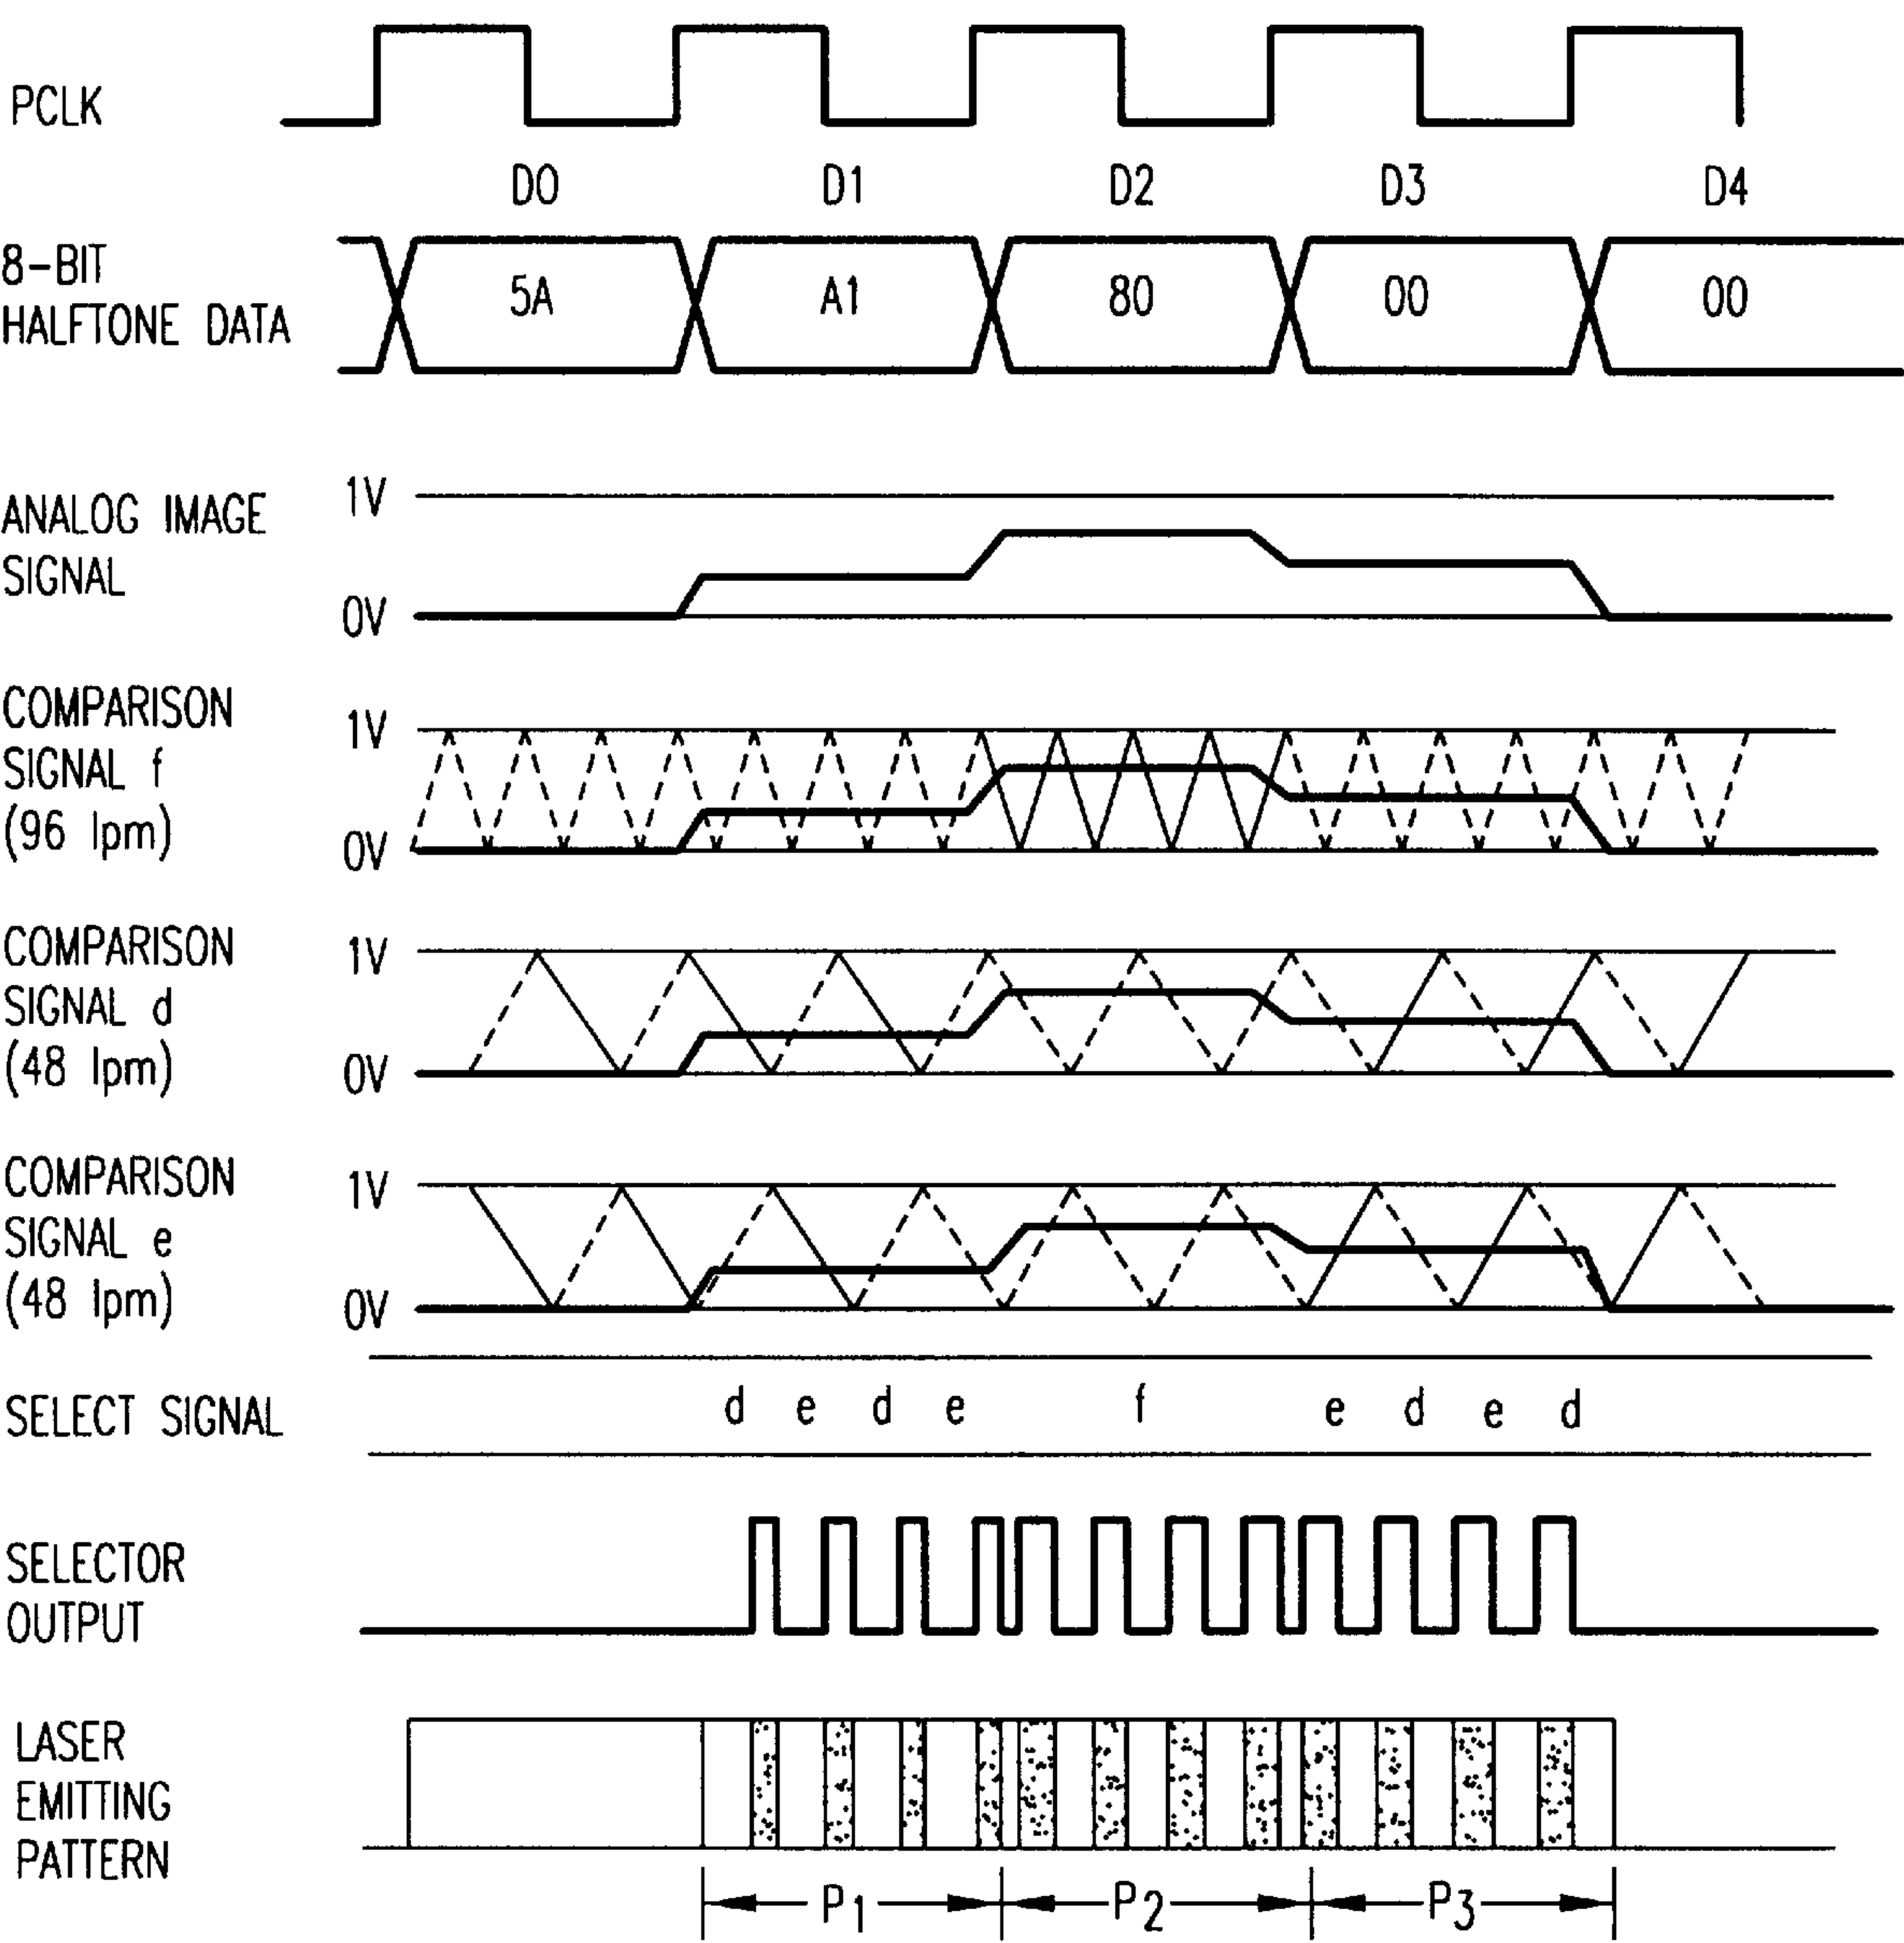 PCLK
D0 D1 D2 D3 D4
8-BIT
HALFTONE DATA
5A A1 80 00 00
ANALOG IMAGE
SIGNAL
1V
0V
COMPARISON
SIGNAL f
(96 lpm)
1V
0V
COMPARISON
SIGNAL d
(48 lpm)
1V
0V
COMPARISON
SIGNAL e
(48 lpm)
1V
0V
SELECT SIGNAL
d e d e f e d e d
SELECTOR
OUTPUT
LASER
EMITTING
PATTERN
P1 P2 P3